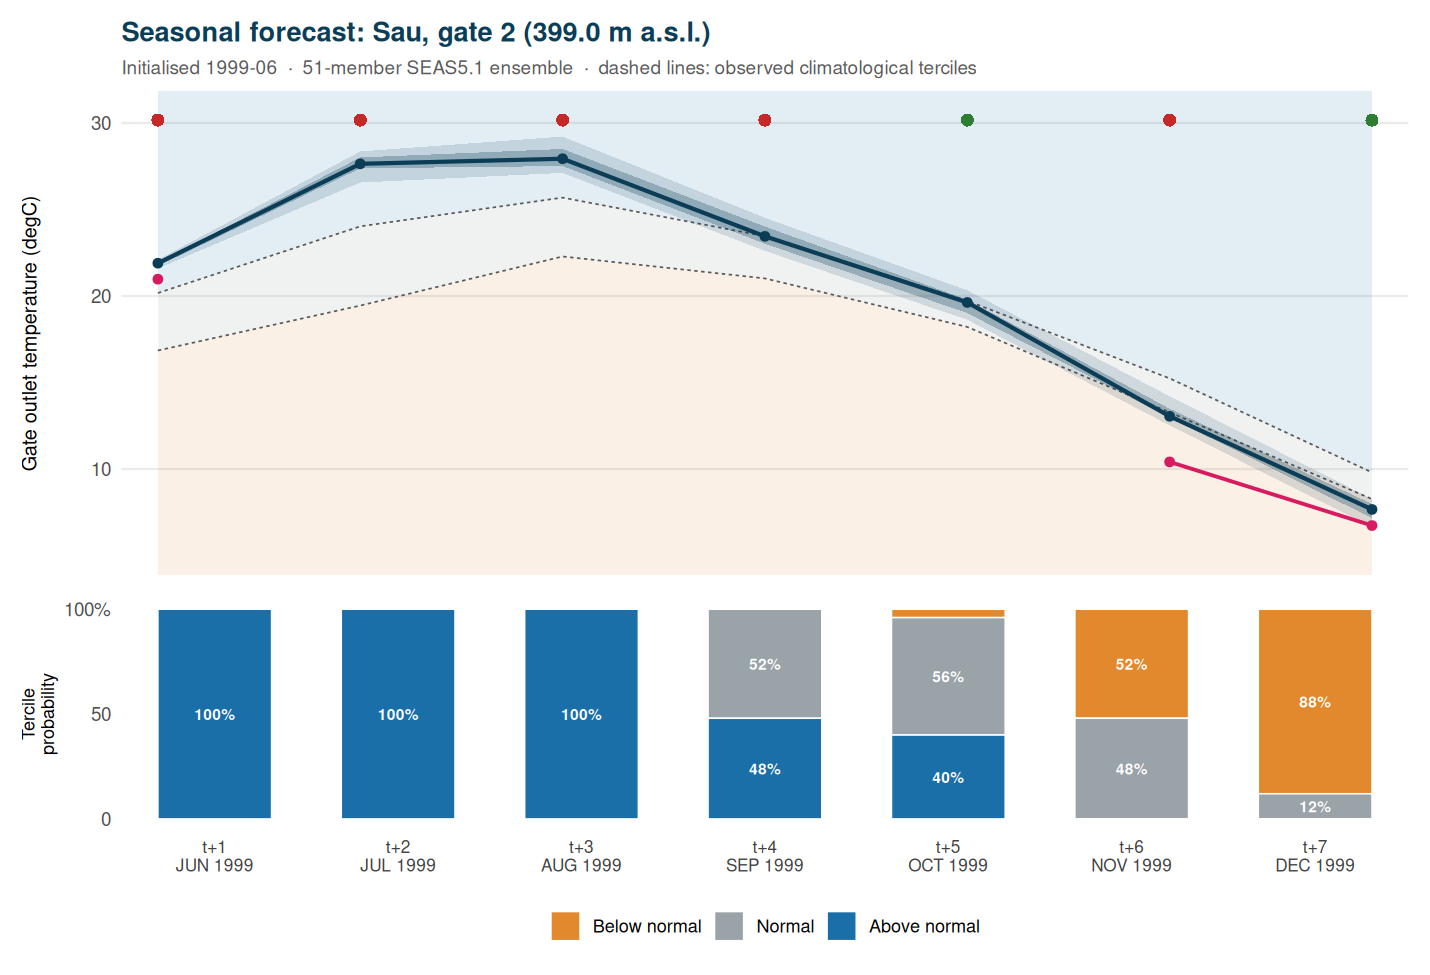 Seasonal forecast: Sau, gate 2 (399.0 m a.s.l.)
Initialised 1999-06 · 51-member SEAS5.1 ensemble · dashed lines: observed climatological terciles
Gate outlet temperature (degC)
30
20
10
Tercile
probability
100%
50
0
100%
100%
100%
52%
48%
56%
40%
52%
48%
88%
12%
t+1
JUN 1999
t+2
JUL 1999
t+3
AUG 1999
t+4
SEP 1999
t+5
OCT 1999
t+6
NOV 1999
t+7
DEC 1999
Below normal
Normal
Above normal